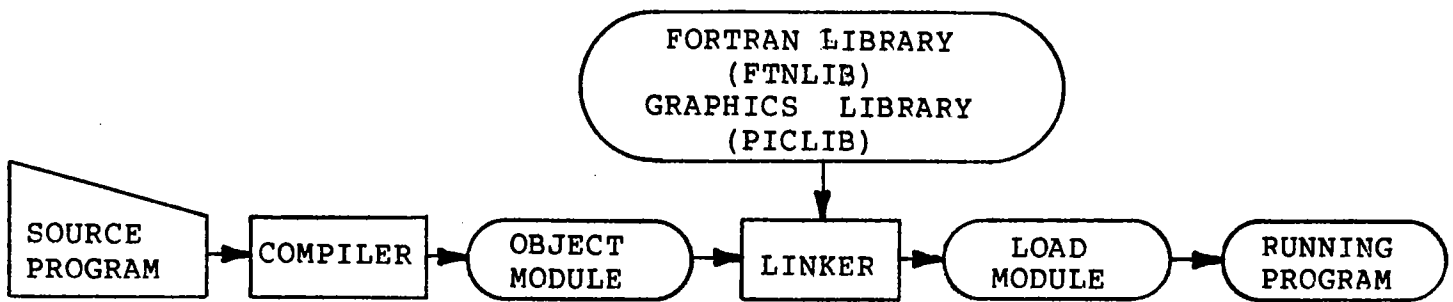 FORTRAN LIBRARY
(FTNLIB)
GRAPHICS LIBRARY
(PICLIB)
SOURCE
PROGRAM
COMPILER
OBJECT
MODULE
LINKER
LOAD
MODULE
RUNNING
PROGRAM